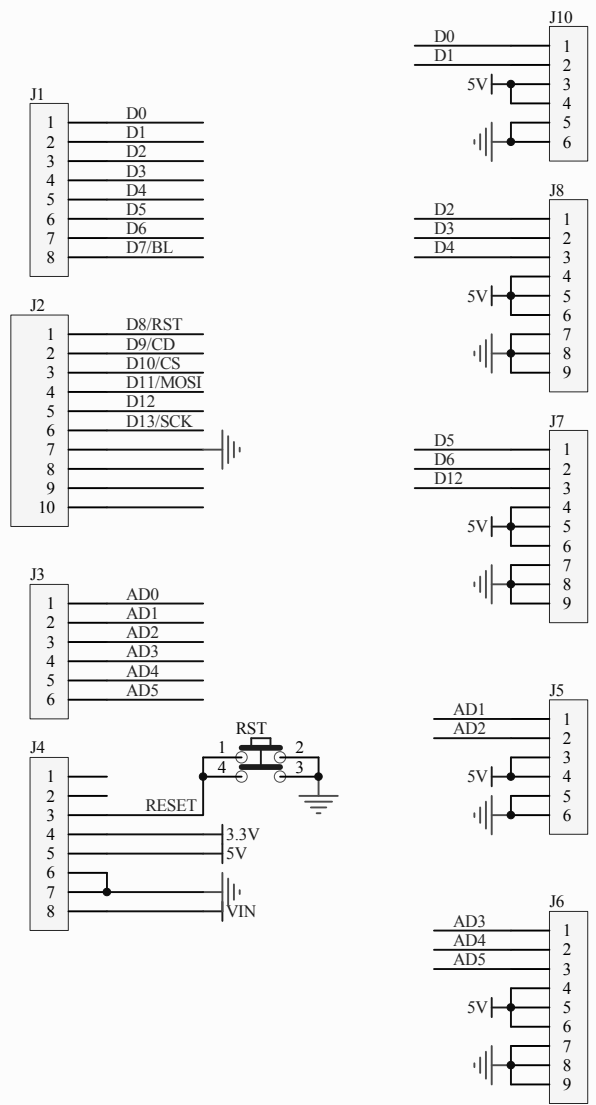 J1
1 D0
2 D1
3 D2
4 D3
5 D4
6 D5
7 D6
8 D7/BL
J2
1 D8/RST
2 D9/CD
3 D10/CS
4 D11/MOSI
5 D12
6 D13/SCK
7
8
9
10
J3
1 AD0
2 AD1
3 AD2
4 AD3
5 AD4
6 AD5
J4
1
2
3 RESET
4 3.3V
5 5V
6
7
8 VIN
RST
1 2
4 3
J10
D0 1
D1 2
5V 3
4
5
6
J8
D2 1
D3 2
D4 3
4
5V 5
6
7
8
9
J7
D5 1
D6 2
D12 3
4
5V 5
6
7
8
9
J5
AD1 1
AD2 2
3
5V 4
5
6
J6
AD3 1
AD4 2
AD5 3
4
5V 5
6
7
8
9